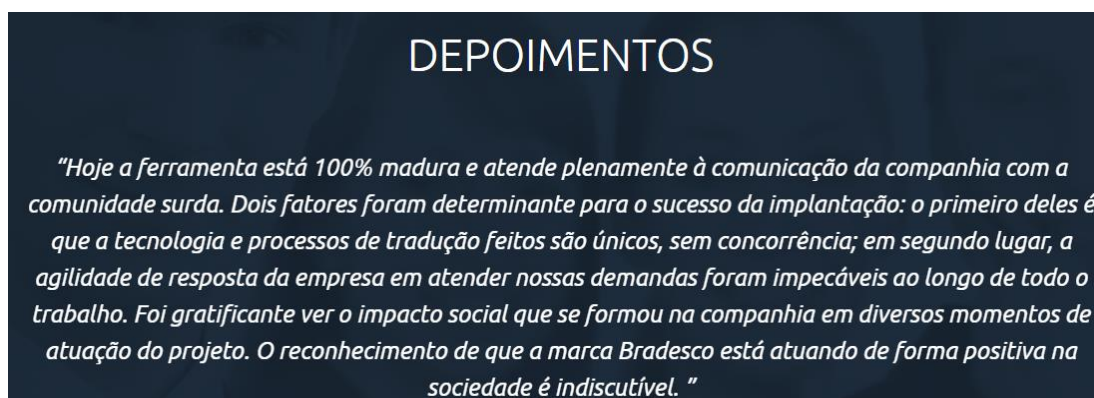 DEPOIMENTOS
“Hoje a ferramenta está 100% madura e atende plenamente à comunicação da companhia com a
comunidade surda. Dois fatores foram determinante para o sucesso da implantação: o primeiro deles é
que a tecnologia e processos de tradução feitos são únicos, sem concorrência; em segundo lugar, a
agilidade de resposta da empresa em atender nossas demandas foram impecáveis ao longo de todo o
trabalho. Foi gratificante ver o impacto social que se formou na companhia em diversos momentos de
atuação do projeto. O reconhecimento de que a marca Bradesco está atuando de forma positiva na
sociedade é indiscutível. ”